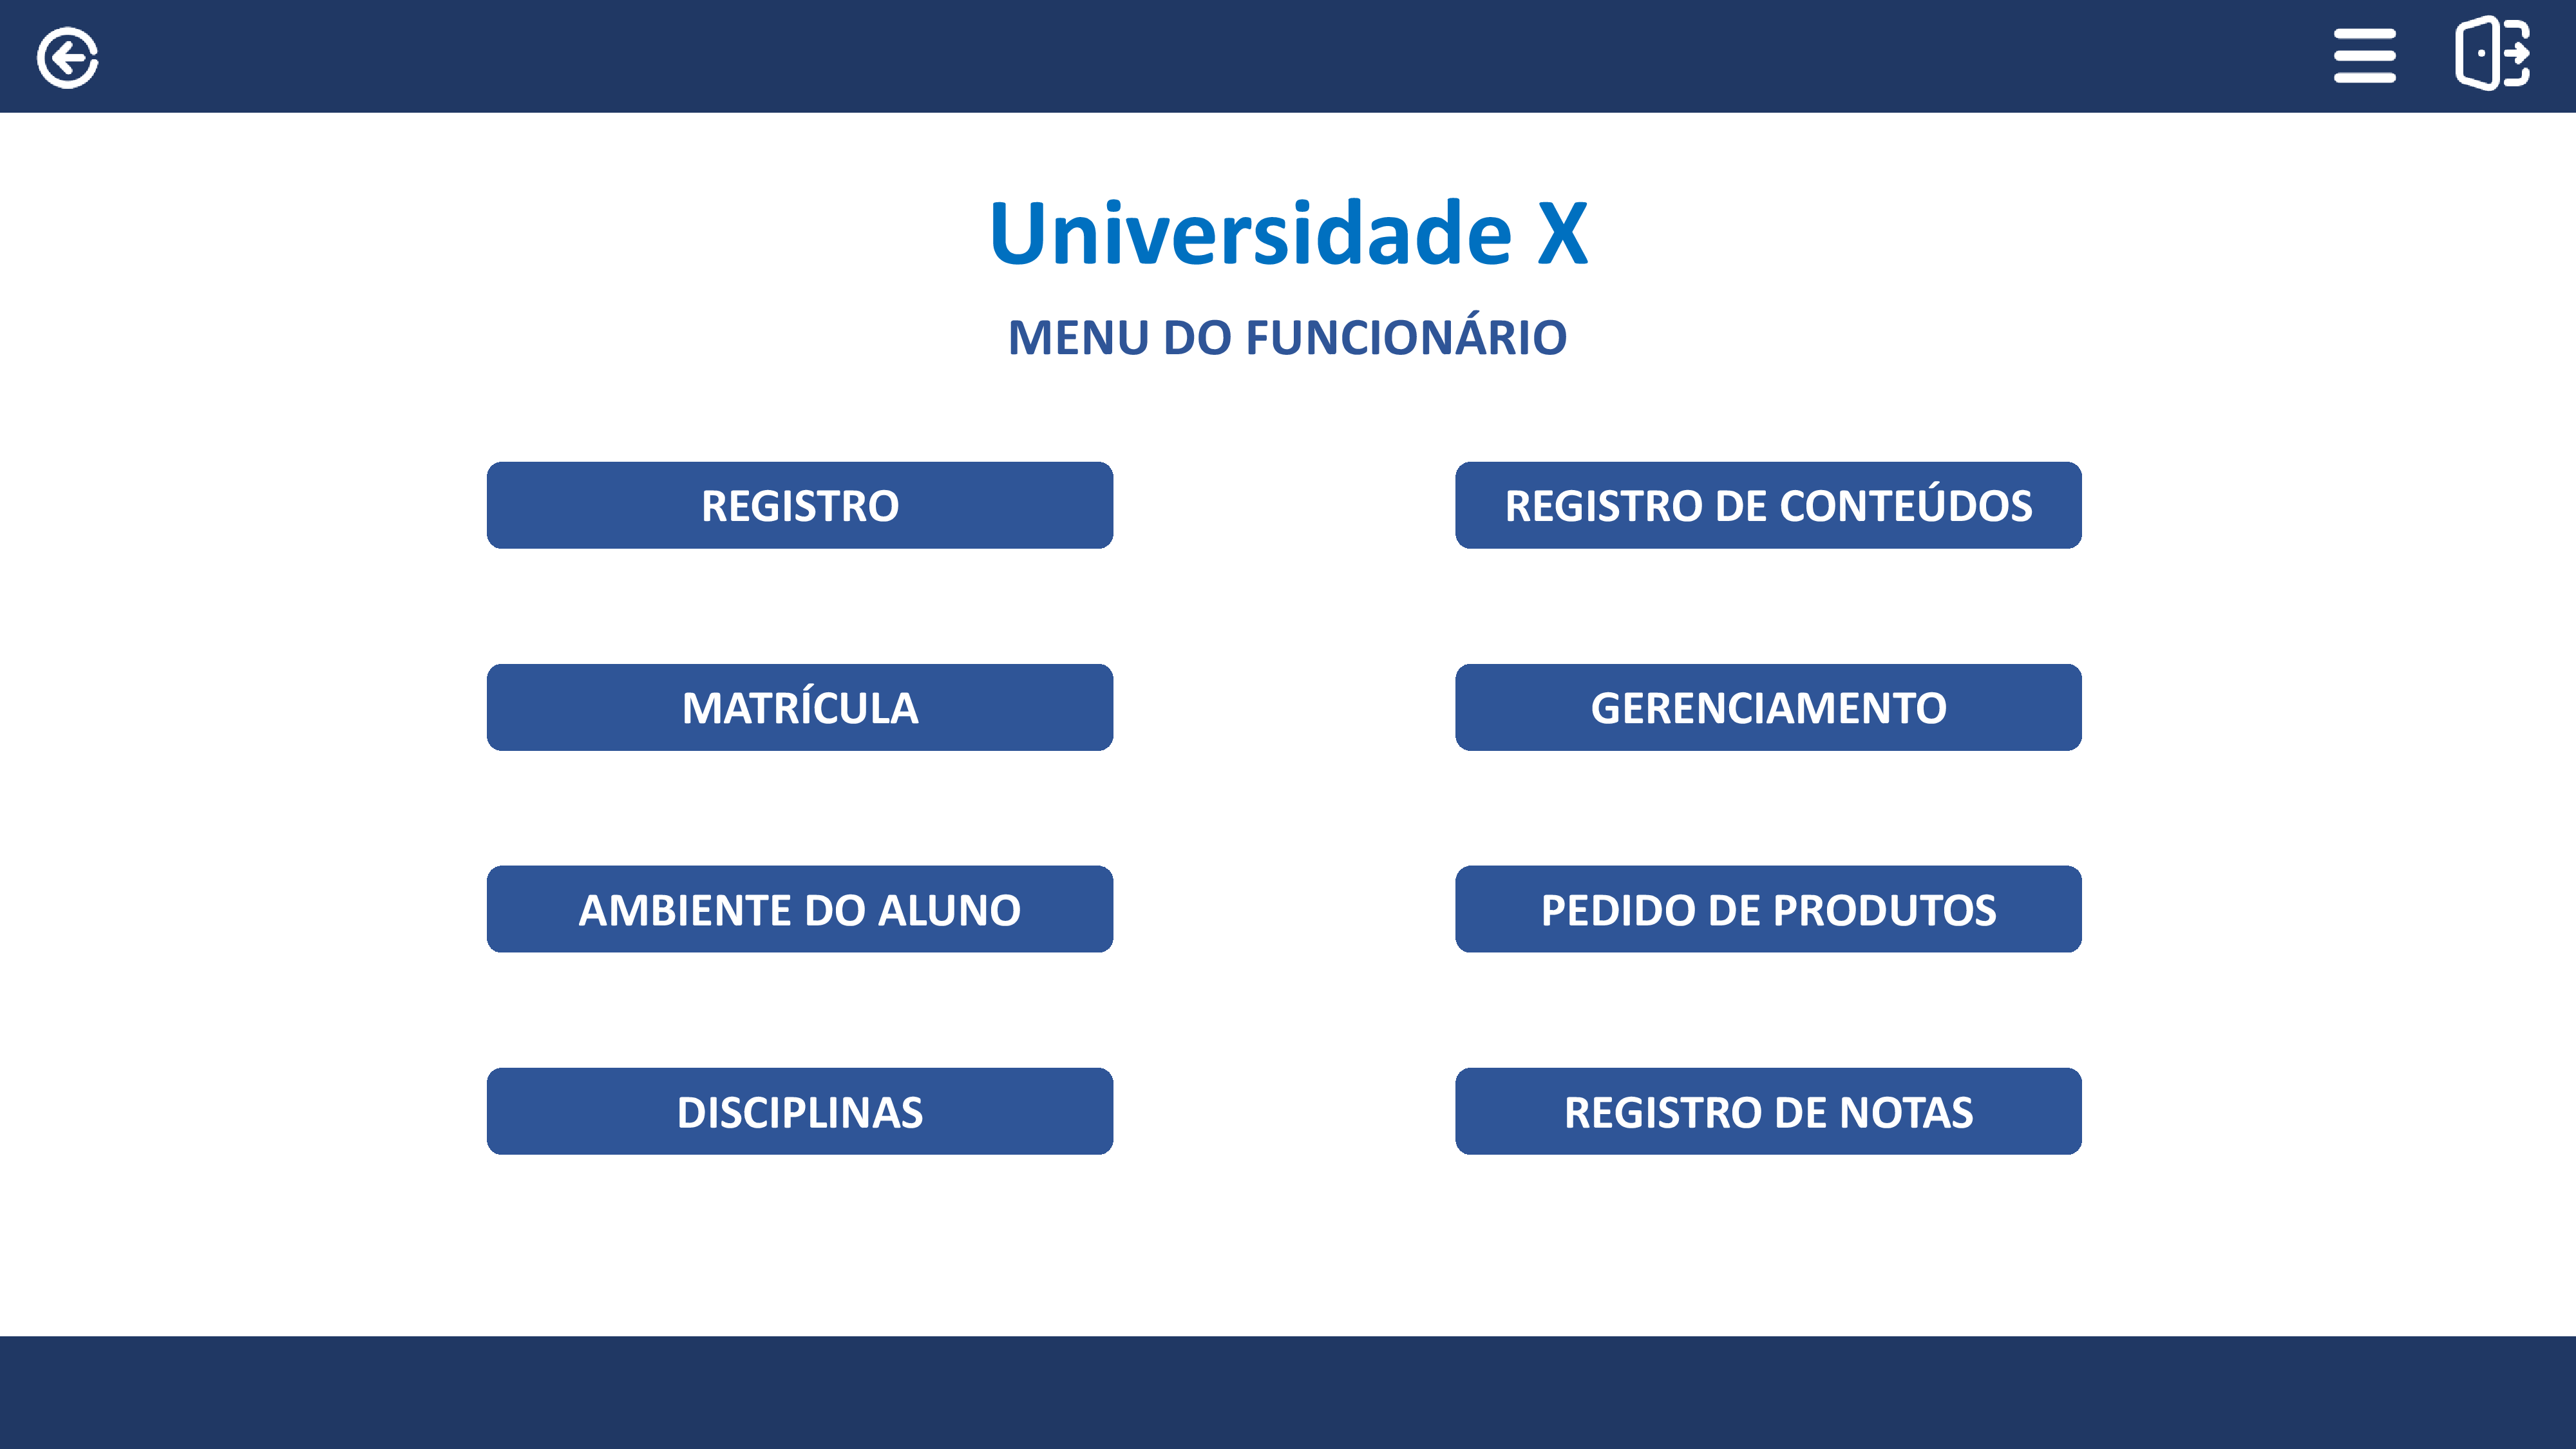 Universidade X
MENU DO FUNCIONÁRIO
REGISTRO
REGISTRO DE CONTEÚDOS
MATRÍCULA
GERENCIAMENTO
AMBIENTE DO ALUNO
PEDIDO DE PRODUTOS
DISCIPLINAS
REGISTRO DE NOTAS